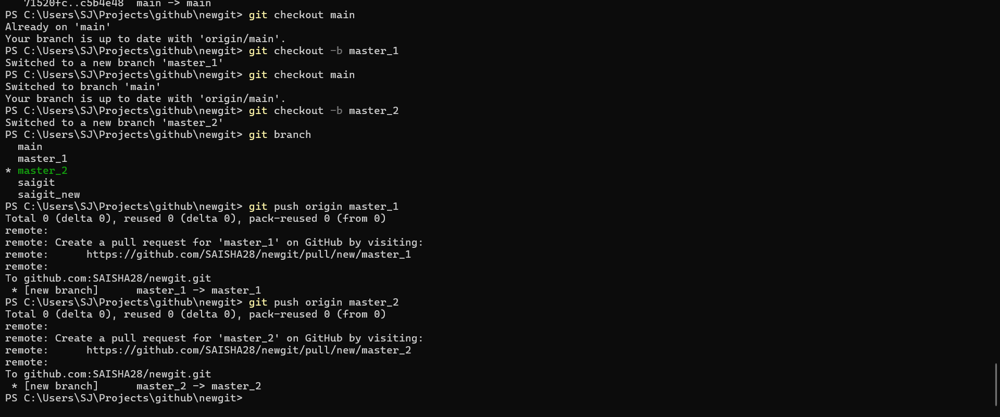 71520fc..c5b4e48  main -> main
PS C:\Users\SJ\Projects\github\newgit> git checkout main
Already on 'main'
Your branch is up to date with 'origin/main'.
PS C:\Users\SJ\Projects\github\newgit> git checkout -b master_1
Switched to a new branch 'master_1'
PS C:\Users\SJ\Projects\github\newgit> git checkout main
Switched to branch 'main'
Your branch is up to date with 'origin/main'.
PS C:\Users\SJ\Projects\github\newgit> git checkout -b master_2
Switched to a new branch 'master_2'
PS C:\Users\SJ\Projects\github\newgit> git branch
  main
  master_1
* master_2
  saigit
  saigit_new
PS C:\Users\SJ\Projects\github\newgit> git push origin master_1
Total 0 (delta 0), reused 0 (delta 0), pack-reused 0 (from 0)
remote:
remote: Create a pull request for 'master_1' on GitHub by visiting:
remote:      https://github.com/SAISHA28/newgit/pull/new/master_1
remote:
To github.com:SAISHA28/newgit.git
 * [new branch]      master_1 -> master_1
PS C:\Users\SJ\Projects\github\newgit> git push origin master_2
Total 0 (delta 0), reused 0 (delta 0), pack-reused 0 (from 0)
remote:
remote: Create a pull request for 'master_2' on GitHub by visiting:
remote:      https://github.com/SAISHA28/newgit/pull/new/master_2
remote:
To github.com:SAISHA28/newgit.git
 * [new branch]      master_2 -> master_2
PS C:\Users\SJ\Projects\github\newgit>